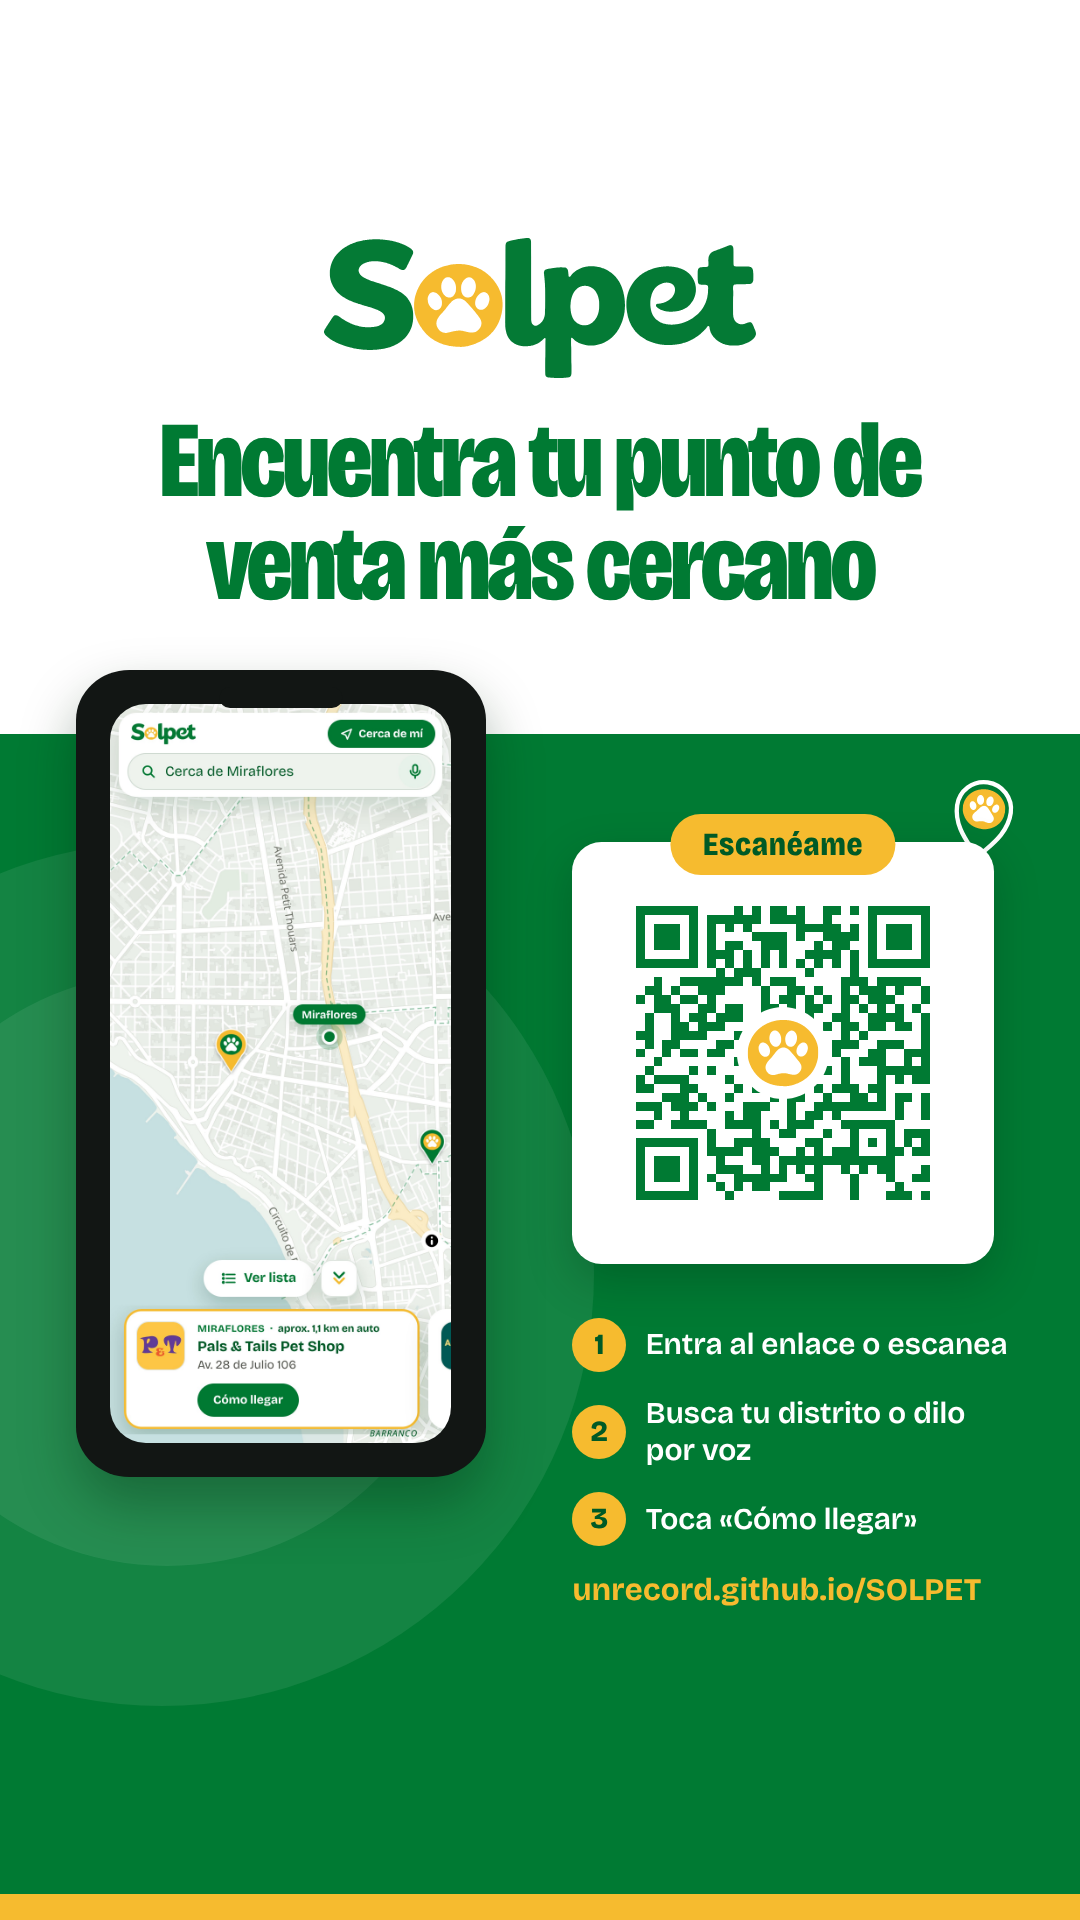 Solpet
Encuentra tu punto de
venta más cercano
Solpet
Cerca de mí
Cerca de Miraflores
Avenida Petit Thouars
Ave
Miraflores
Circuito de
Ver lista
MIRAFLORES · aprox. 1,1 km en auto
P&T
Pals & Tails Pet Shop
Av. 28 de Julio 106
Cómo llegar
A
BARRANCO
Escanéame
1 Entra al enlace o escanea
2 Busca tu distrito o dilo
por voz
3 Toca «Cómo llegar»
unrecord.github.io/SOLPET